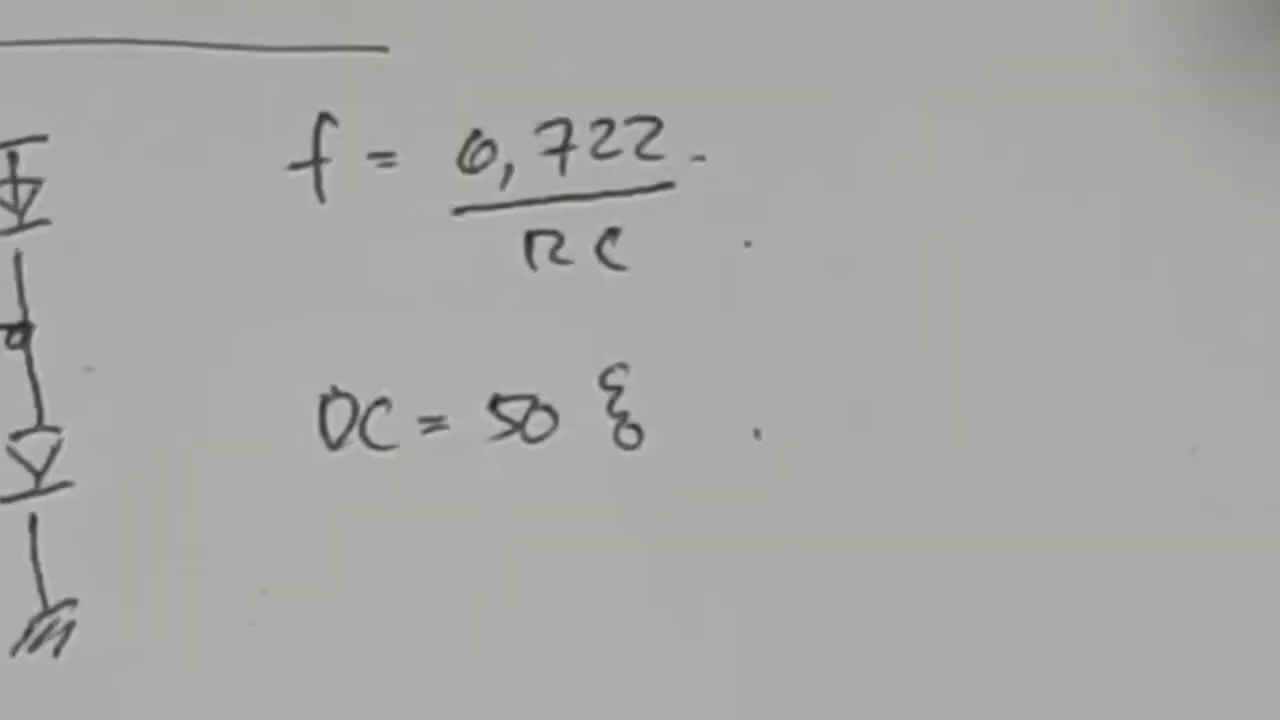 f = 0,722
RC
DC = 50 %